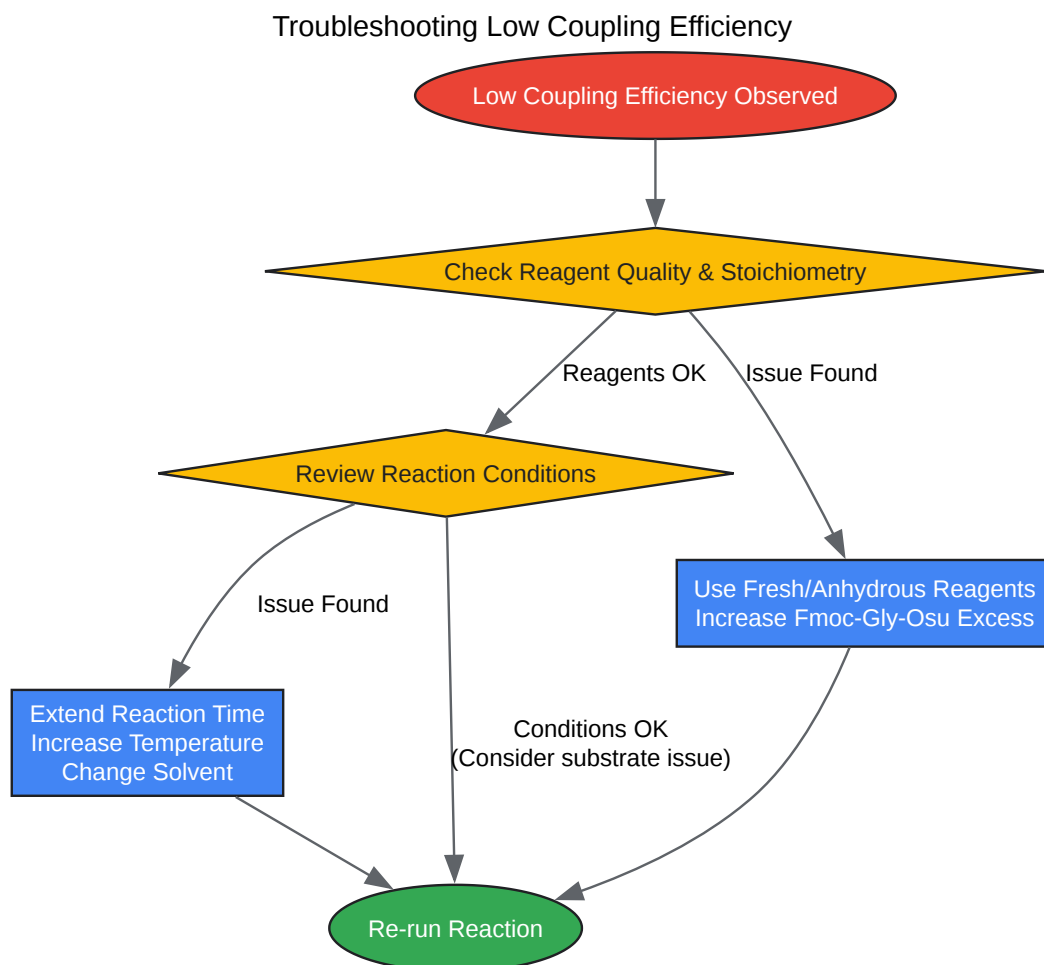 Troubleshooting Low Coupling Efficiency
Low Coupling Efficiency Observed
Check Reagent Quality & Stoichiometry
Reagents OK
Issue Found
Review Reaction Conditions
Use Fresh/Anhydrous Reagents
Increase Fmoc-Gly-Osu Excess
Issue Found
Extend Reaction Time
Increase Temperature
Change Solvent
Conditions OK
(Consider substrate issue)
Re-run Reaction